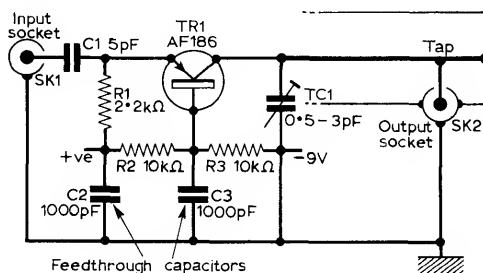 Input
socket
SK1
C1 5pF
TR1
AF186
R1
2·2kΩ
Tap
TC1
0·5-3pF
Output
socket
SK2
+ve
R2 10kΩ
R3 10kΩ
-9V
C2
1000pF
C3
1000pF
Feedthrough capacitors